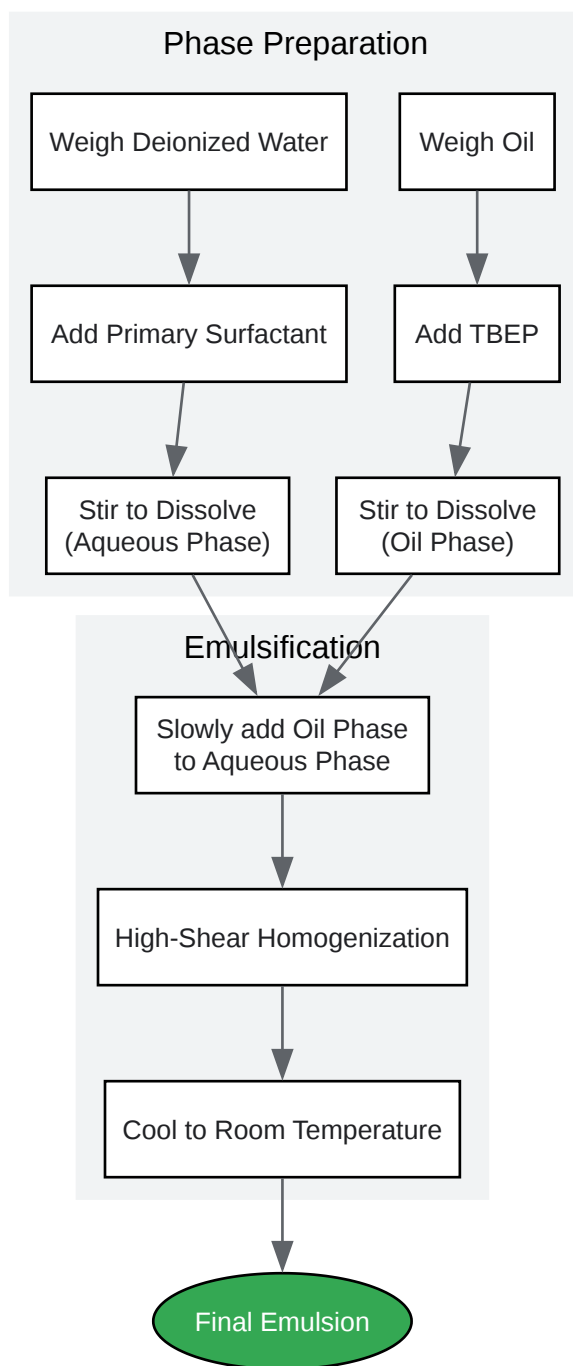 Phase Preparation
Weigh Deionized Water
Weigh Oil
Add Primary Surfactant
Add TBEP
Stir to Dissolve
(Aqueous Phase)
Stir to Dissolve
(Oil Phase)
Emulsification
Slowly add Oil Phase
to Aqueous Phase
High-Shear Homogenization
Cool to Room Temperature
Final Emulsion